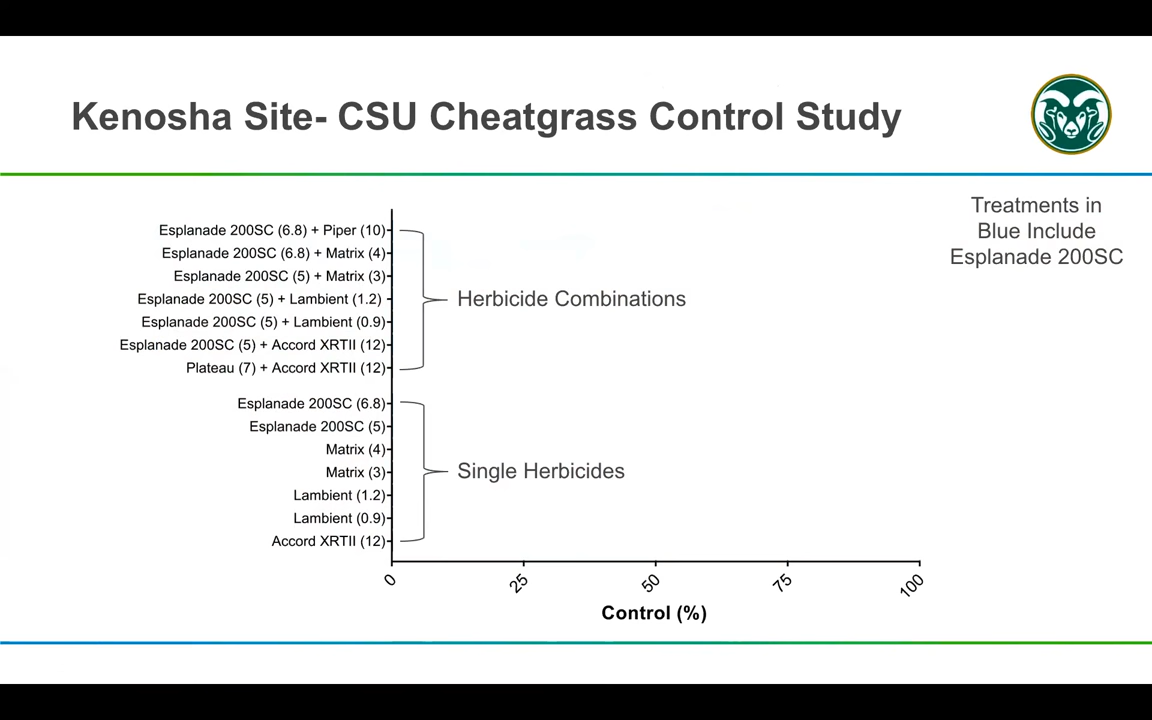 Kenosha Site- CSU Cheatgrass Control Study
Treatments in
Blue Include
Esplanade 200SC
Esplanade 200SC (6.8) + Piper (10)
Esplanade 200SC (6.8) + Matrix (4)
Esplanade 200SC (5) + Matrix (3)
Esplanade 200SC (5) + Lambient (1.2)
Esplanade 200SC (5) + Lambient (0.9)
Esplanade 200SC (5) + Accord XRTII (12)
Plateau (7) + Accord XRTII (12)
Herbicide Combinations
Esplanade 200SC (6.8)
Esplanade 200SC (5)
Matrix (4)
Matrix (3)
Lambient (1.2)
Lambient (0.9)
Accord XRTII (12)
Single Herbicides
0 25 50 75 100
Control (%)